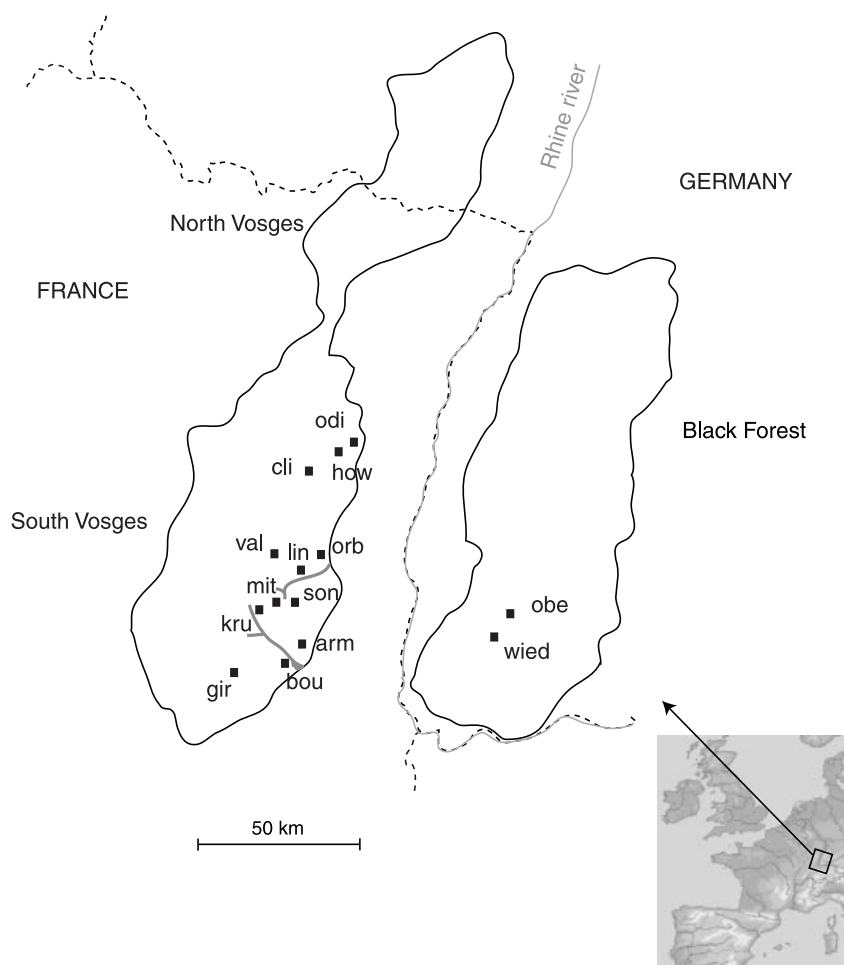 Rhine river
GERMANY
North Vosges
FRANCE
odi
Black Forest
cli
how
South Vosges
val
lin
orb
mit
son
obe
kru
arm
wied
gir
bou
50 km